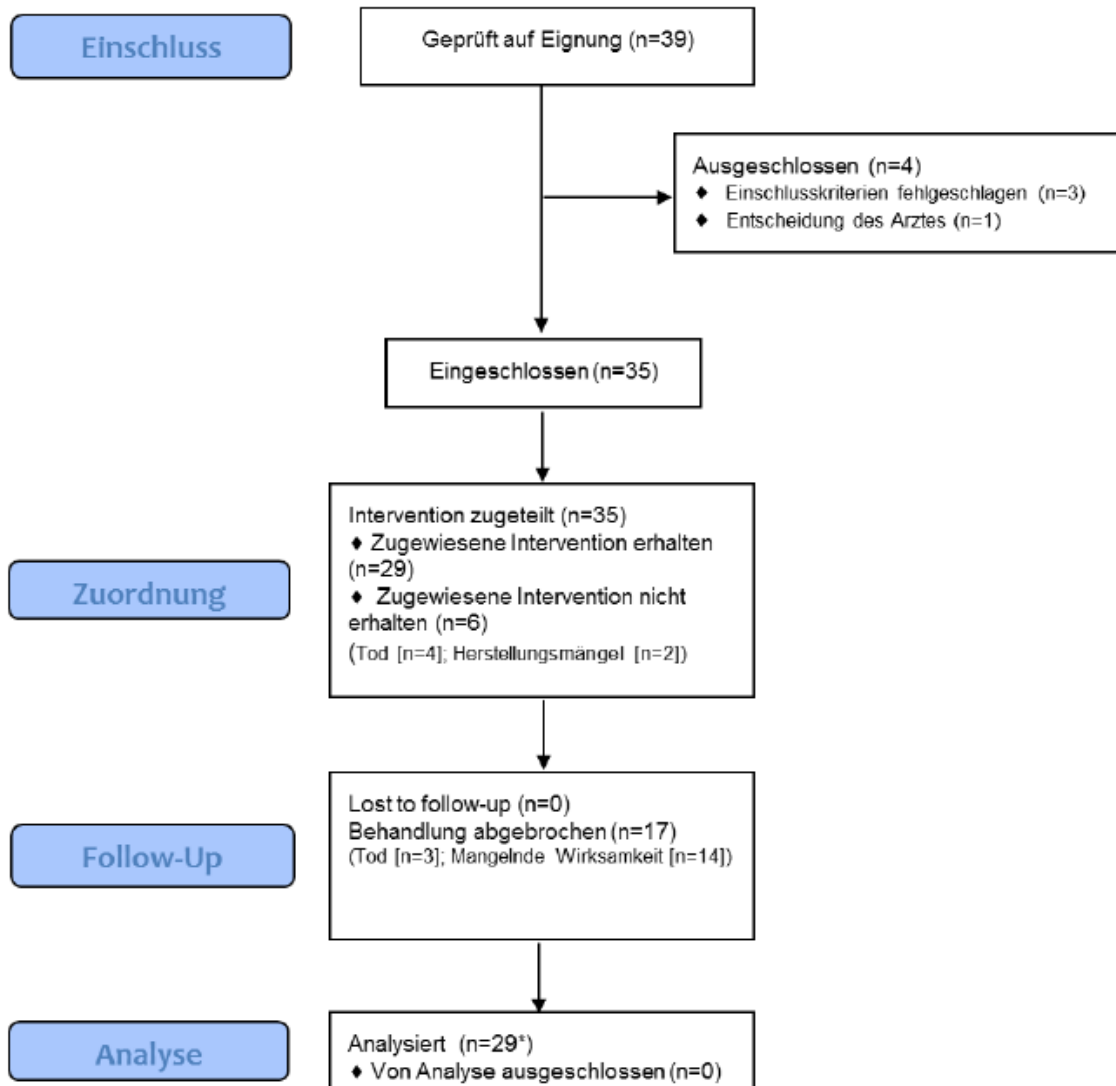 Einschluss
Geprüft auf Eignung (n=39)
Ausgeschlossen (n=4)
♦ Einschlusskriterien fehlgeschlagen (n=3)
♦ Entscheidung des Arztes (n=1)
Eingeschlossen (n=35)
Zuordnung
Intervention zugeteilt (n=35)
♦ Zugewiesene Intervention erhalten
(n=29)
♦ Zugewiesene Intervention nicht
erhalten (n=6)
(Tod [n=4]; Herstellungsmängel [n=2])
Follow-Up
Lost to follow-up (n=0)
Behandlung abgebrochen (n=17)
(Tod [n=3]; Mangelnde Wirksamkeit [n=14])
Analyse
Analysiert (n=29*)
♦ Von Analyse ausgeschlossen (n=0)